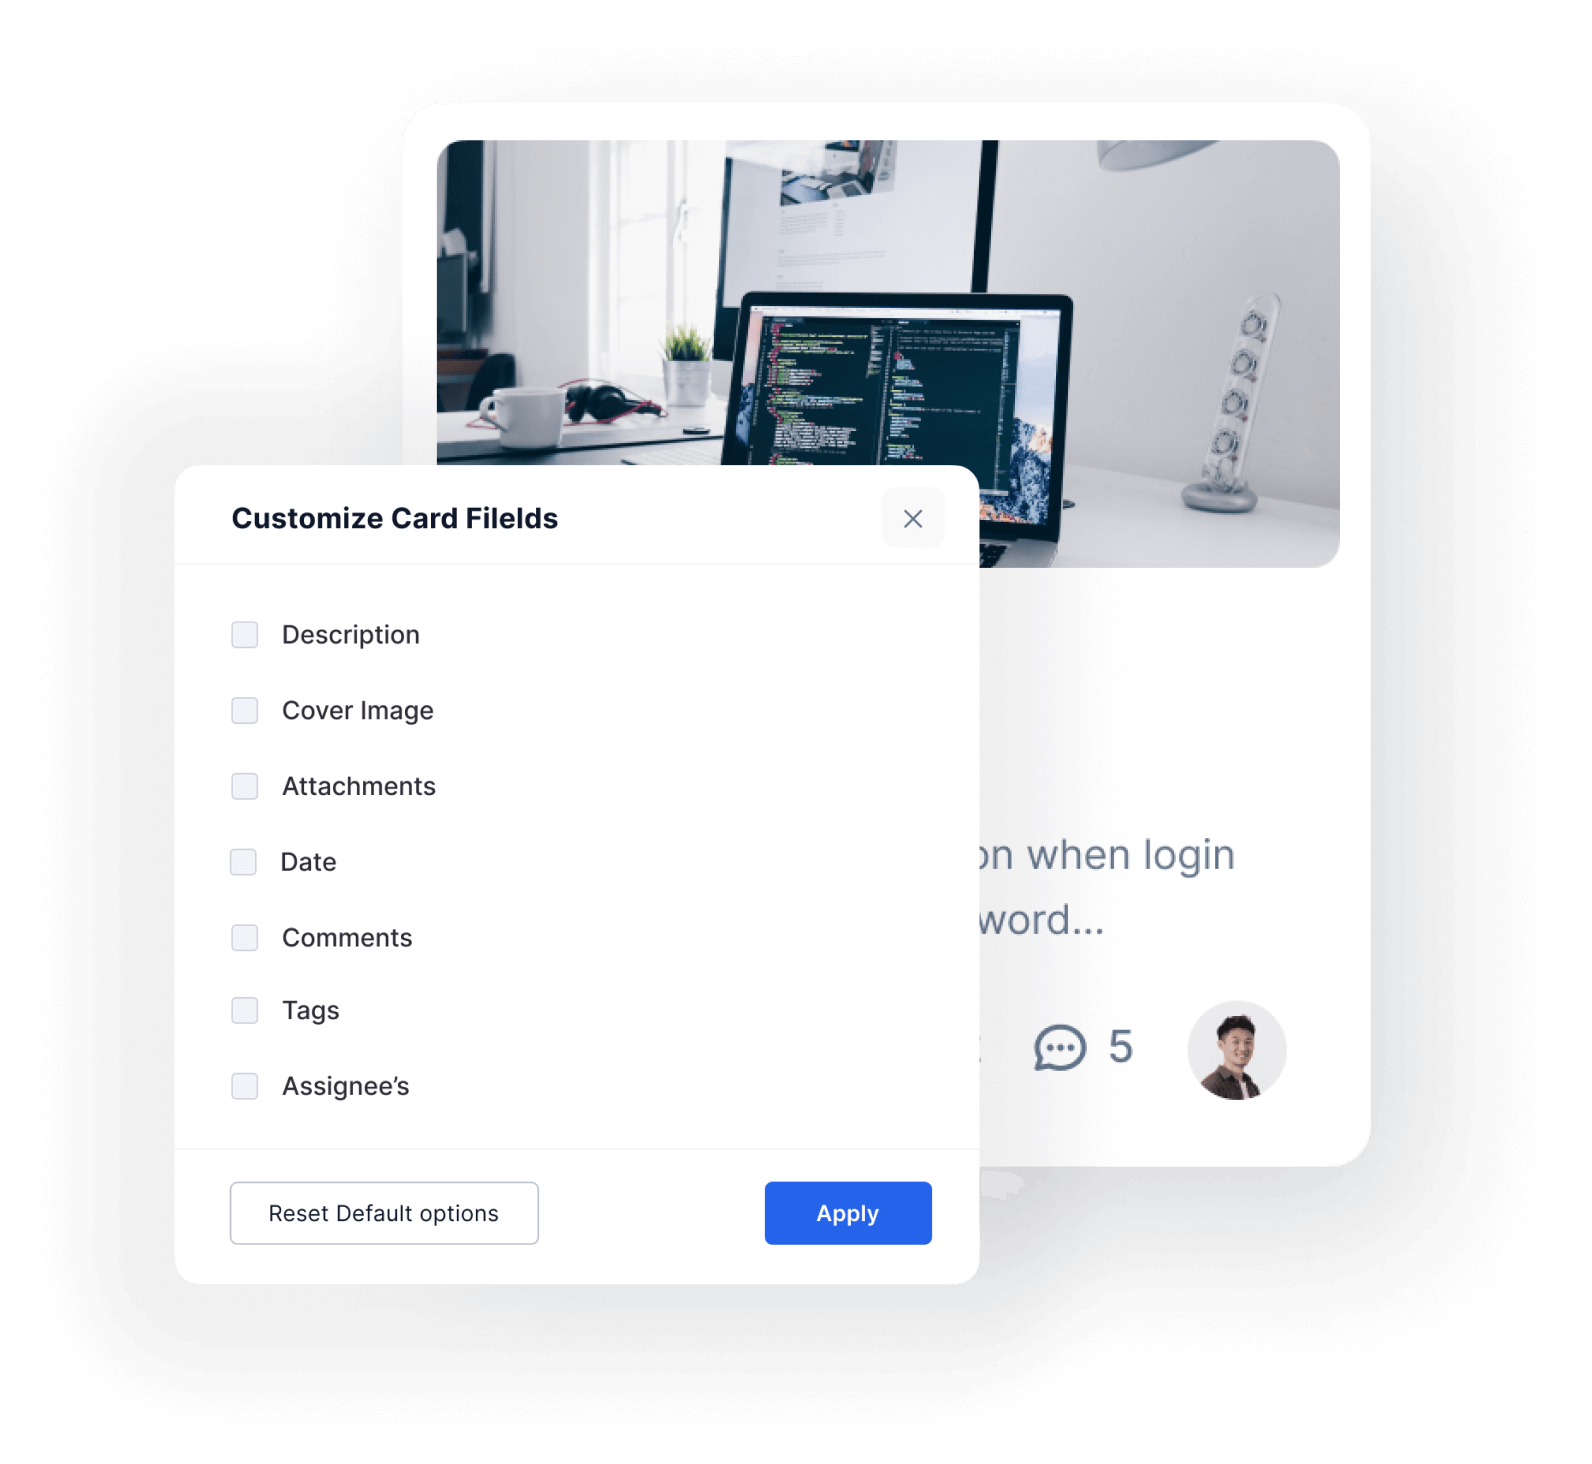 Customize Card Filelds
Description
Cover Image
Attachments
Date
Comments
Tags
Assignee’s
Reset Default options
Apply
on when login
word...
5